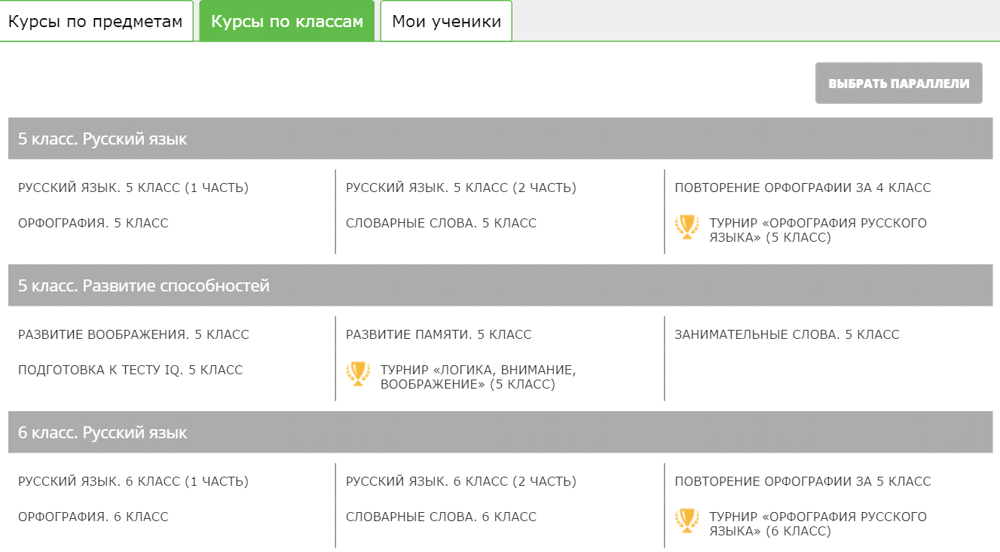 Курсы по предметам
Курсы по классам
Мои ученики
ВЫБРАТЬ ПАРАЛЛЕЛИ
5 класс. Русский язык
РУССКИЙ ЯЗЫК. 5 КЛАСС (1 ЧАСТЬ)
РУССКИЙ ЯЗЫК. 5 КЛАСС (2 ЧАСТЬ)
ПОВТОРЕНИЕ ОРФОГРАФИИ ЗА 4 КЛАСС
ОРФОГРАФИЯ. 5 КЛАСС
СЛОВАРНЫЕ СЛОВА. 5 КЛАСС
ТУРНИР «ОРФОГРАФИЯ РУССКОГО
ЯЗЫКА» (5 КЛАСС)
5 класс. Развитие способностей
РАЗВИТИЕ ВООБРАЖЕНИЯ. 5 КЛАСС
РАЗВИТИЕ ПАМЯТИ. 5 КЛАСС
ЗАНИМАТЕЛЬНЫЕ СЛОВА. 5 КЛАСС
ПОДГОТОВКА К ТЕСТУ IQ. 5 КЛАСС
ТУРНИР «ЛОГИКА, ВНИМАНИЕ,
ВООБРАЖЕНИЕ» (5 КЛАСС)
6 класс. Русский язык
РУССКИЙ ЯЗЫК. 6 КЛАСС (1 ЧАСТЬ)
РУССКИЙ ЯЗЫК. 6 КЛАСС (2 ЧАСТЬ)
ПОВТОРЕНИЕ ОРФОГРАФИИ ЗА 5 КЛАСС
ОРФОГРАФИЯ. 6 КЛАСС
СЛОВАРНЫЕ СЛОВА. 6 КЛАСС
ТУРНИР «ОРФОГРАФИЯ РУССКОГО
ЯЗЫКА» (6 КЛАСС)